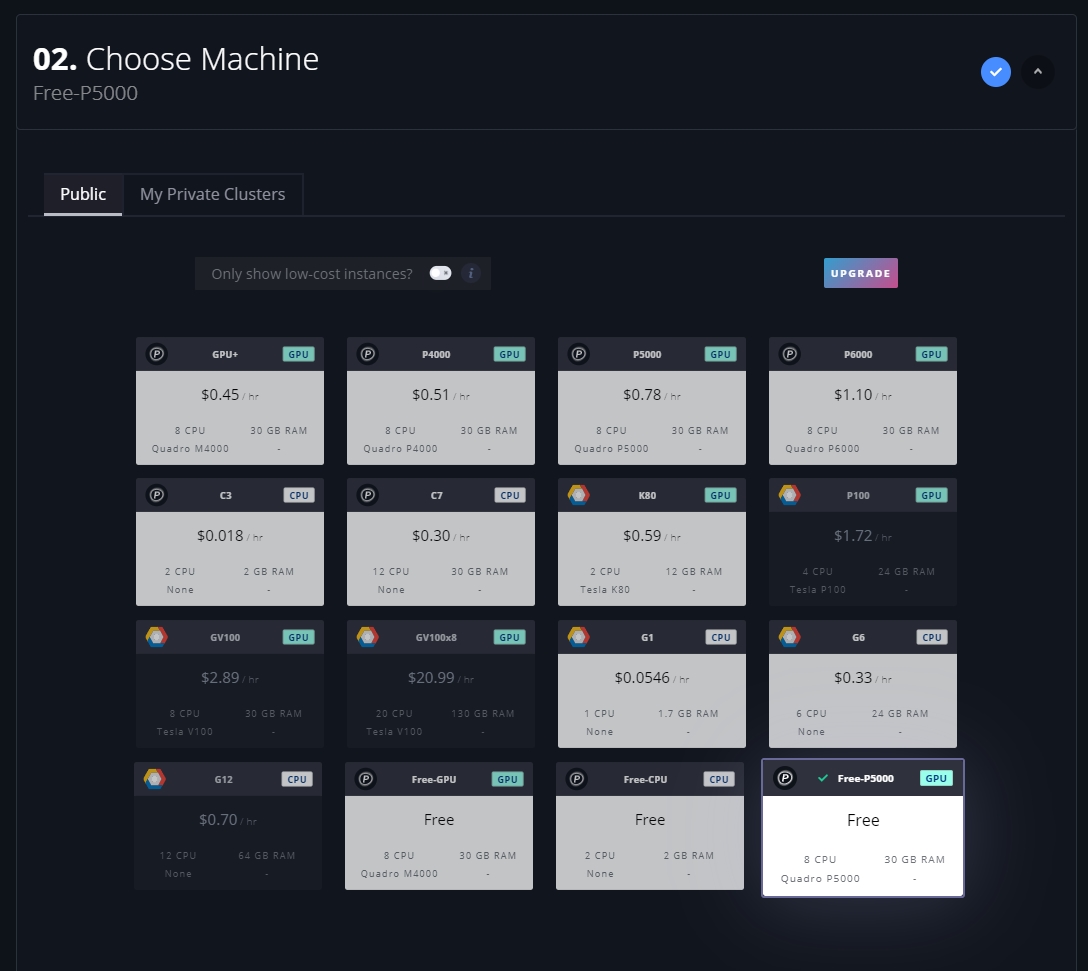 02. Choose Machine
Free-P5000
Public My Private Clusters
Only show low-cost instances? i UPGRADE
GPU+ GPU P4000 GPU P5000 GPU P6000 GPU
$0.45 / hr $0.51 / hr $0.78 / hr $1.10 / hr
8 CPU 30 GB RAM 8 CPU 30 GB RAM 8 CPU 30 GB RAM 8 CPU 30 GB RAM
Quadro M4000 - Quadro P4000 - Quadro P5000 - Quadro P6000 -
C3 CPU C7 CPU K80 GPU P100 GPU
$0.018 / hr $0.30 / hr $0.59 / hr $1.72 / hr
2 CPU 2 GB RAM 12 CPU 30 GB RAM 2 CPU 12 GB RAM 4 CPU 24 GB RAM
None - None - Tesla K80 - Tesla P100 -
GV100 GPU GV100x8 GPU G1 CPU G6 CPU
$2.89 / hr $20.99 / hr $0.0546 / hr $0.33 / hr
8 CPU 30 GB RAM 20 CPU 130 GB RAM 1 CPU 1.7 GB RAM 6 CPU 24 GB RAM
Tesla V100 - Tesla V100 - None - None -
G12 CPU Free-GPU GPU Free-CPU CPU Free-P5000 GPU
$0.70 / hr Free Free Free
12 CPU 64 GB RAM 8 CPU 30 GB RAM 2 CPU 2 GB RAM 8 CPU 30 GB RAM
None - Quadro M4000 - None - Quadro P5000 -